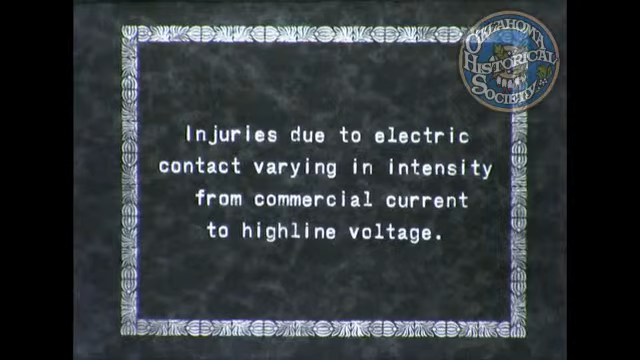 OKLAHOMA
HISTORICAL
SOCIETY
Injuries due to electric
contact varying in intensity
from commercial current
to highline voltage.